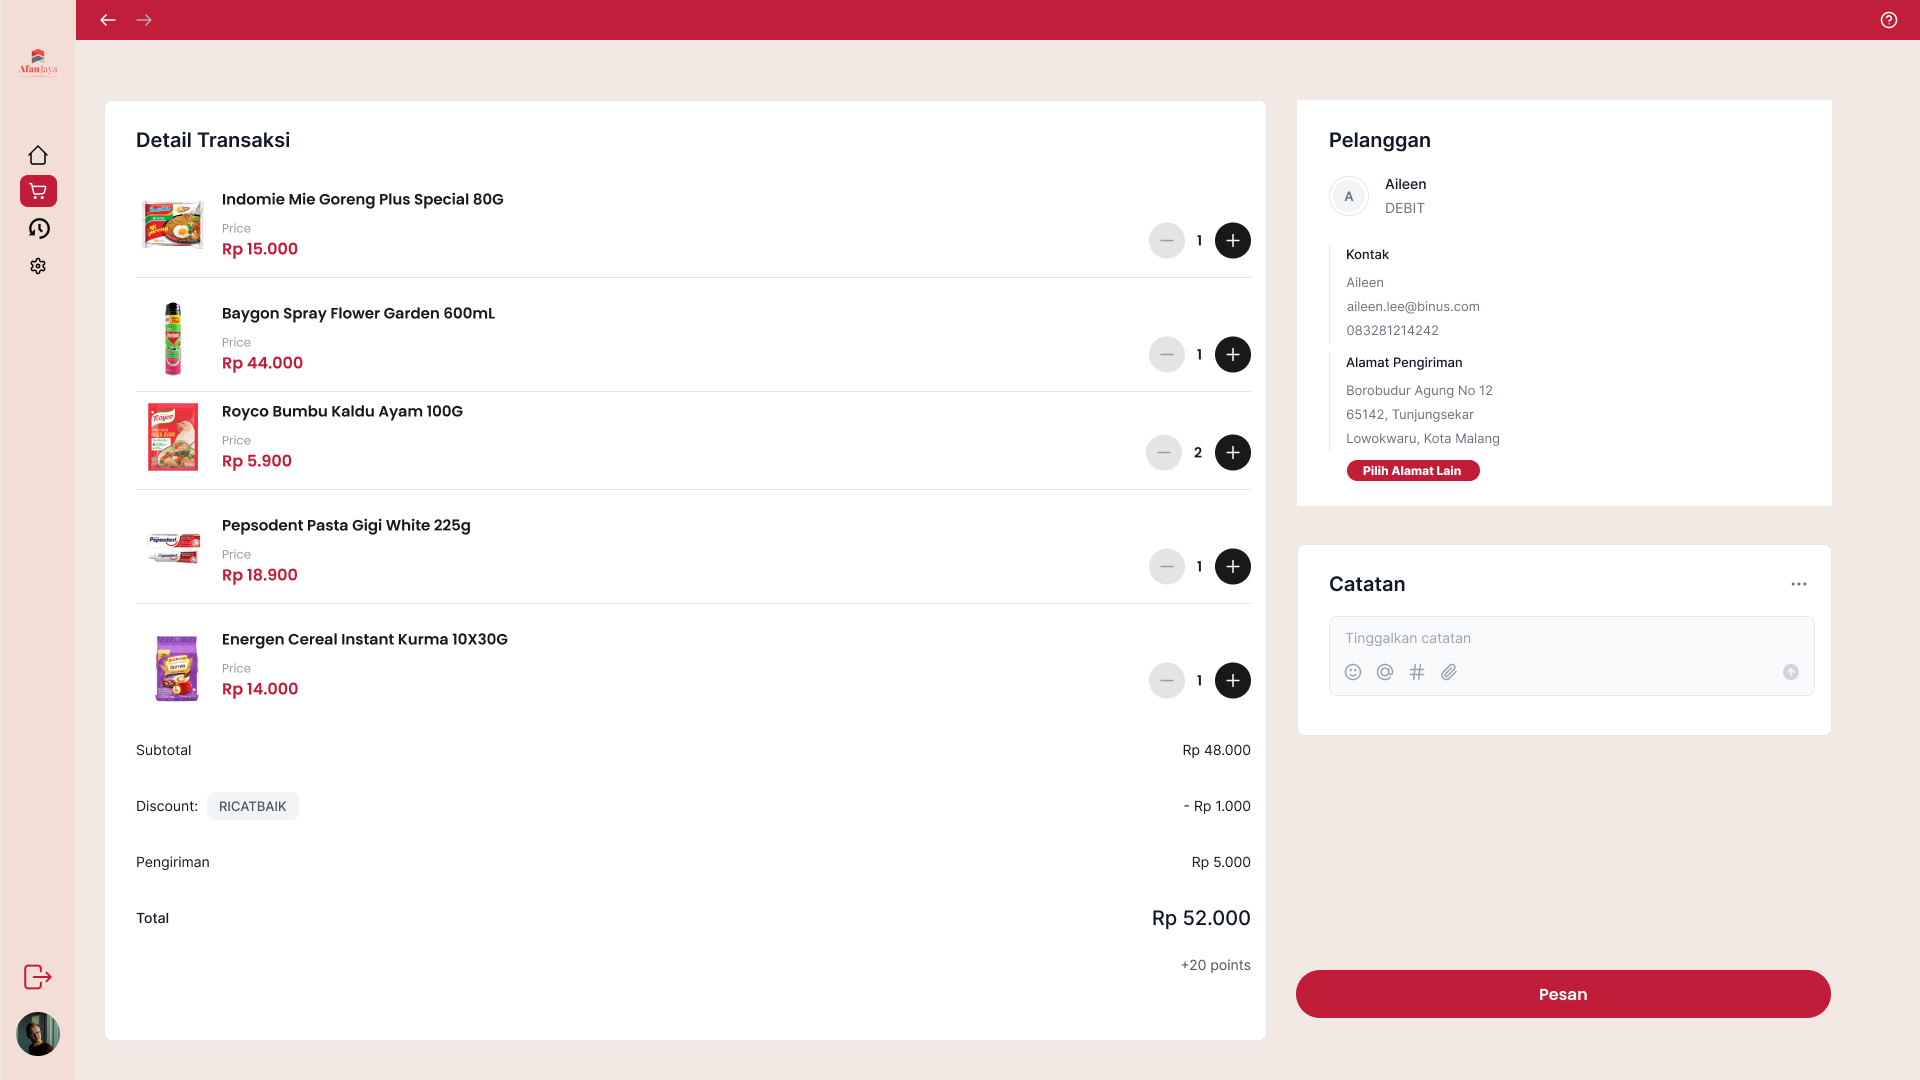 Afan Jaya
Detail Transaksi
Indomie Mie Goreng Plus Special 80G
Price
Rp 15.000
1
Baygon Spray Flower Garden 600mL
Price
Rp 44.000
1
Royco
Royco Bumbu Kaldu Ayam 100G
Price
Rp 5.900
2
Pepsodent
Pepsodent Pasta Gigi White 225g
Price
Rp 18.900
1
Energen Cereal Instant Kurma 10X30G
Price
Rp 14.000
1
Subtotal Rp 48.000
Discount: RICATBAIK - Rp 1.000
Pengiriman Rp 5.000
Total Rp 52.000
+20 points
Pelanggan
A
Aileen
DEBIT
Kontak
Aileen
aileen.lee@binus.com
083281214242
Alamat Pengiriman
Borobudur Agung No 12
65142, Tunjungsekar
Lowokwaru, Kota Malang
Pilih Alamat Lain
Catatan
Tinggalkan catatan
Pesan